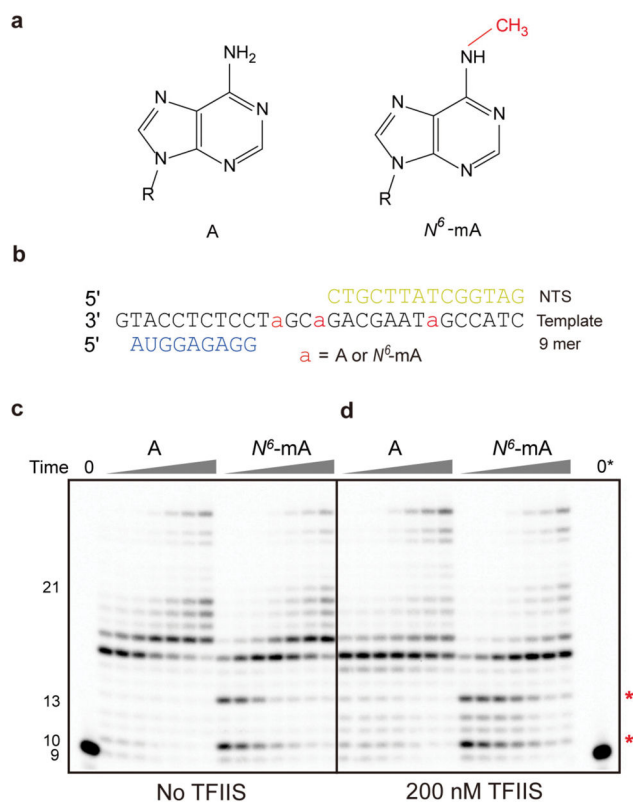 a
CH₃
NH₂
NH
N N
N N
N N
N N
R R
A N⁶-mA
b
5' CTGCTTATCGGTAG NTS
3' GTACCTCTCCTaGCaGACGAATaGCCATC Template
5' AUGGAGAGG 9 mer
a = A or N⁶-mA
c d
A N⁶-mA A N⁶-mA
Time 0 0*
21
13 *
10 *
9
No TFIIS 200 nM TFIIS